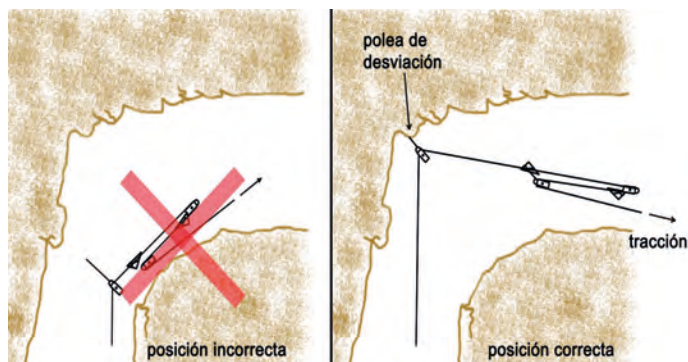 posición incorrecta
polea de
desviación
tracción
posición correcta